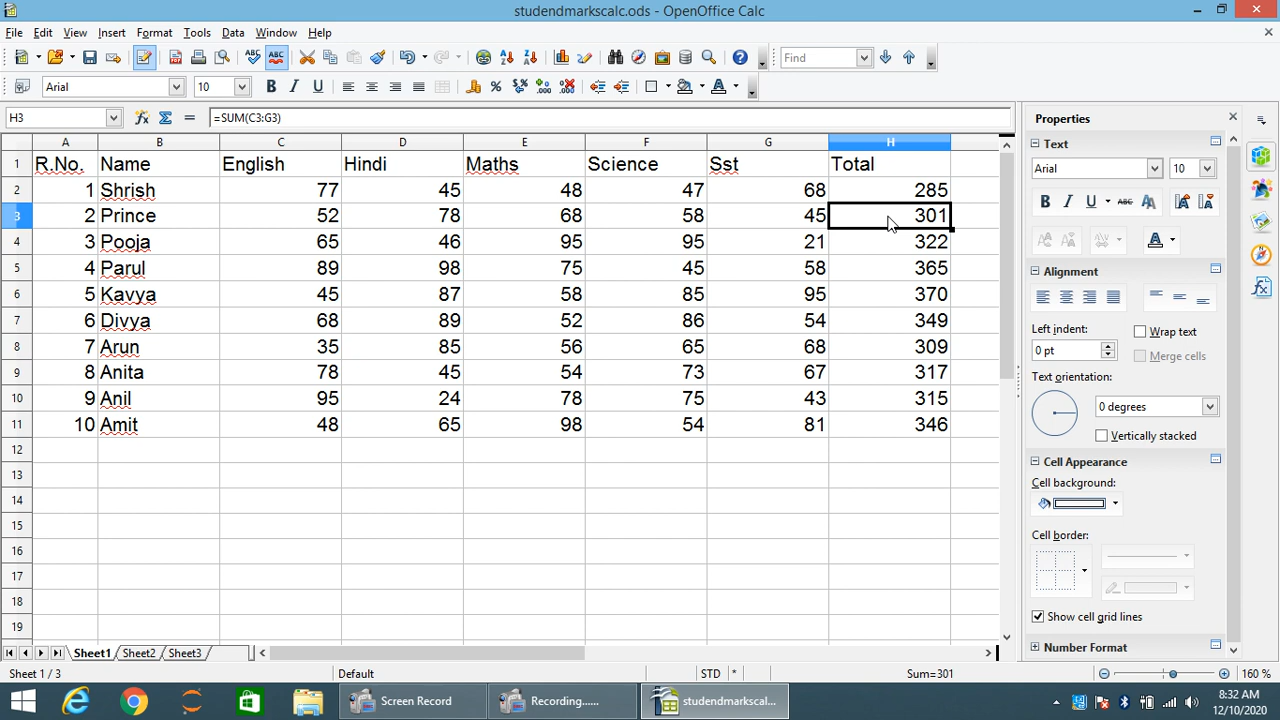 studendmarkscalc.ods - OpenOffice Calc
File Edit View Insert Format Tools Data Window Help
Find
Arial 10
H3 =SUM(C3:G3)
A B C D E F G H
1 R.No. Name English Hindi Maths Science Sst Total
2 1 Shrish 77 45 48 47 68 285
3 2 Prince 52 78 68 58 45 301
4 3 Pooja 65 46 95 95 21 322
5 4 Parul 89 98 75 45 58 365
6 5 Kavya 45 87 58 85 95 370
7 6 Divya 68 89 52 86 54 349
8 7 Arun 35 85 56 65 68 309
9 8 Anita 78 45 54 73 67 317
10 9 Anil 95 24 78 75 43 315
11 10 Amit 48 65 98 54 81 346
12
13
14
15
16
17
18
19
Sheet1 Sheet2 Sheet3
Sheet 1 / 3 Default STD * Sum=301 160 %
Properties
Text
Arial 10
Alignment
Left indent: Wrap text
0 pt Merge cells
Text orientation:
0 degrees
Vertically stacked
Cell Appearance
Cell background:
Cell border:
Show cell grid lines
Number Format
Screen Record Recording...... studendmarkscal...
8:32 AM
12/10/2020